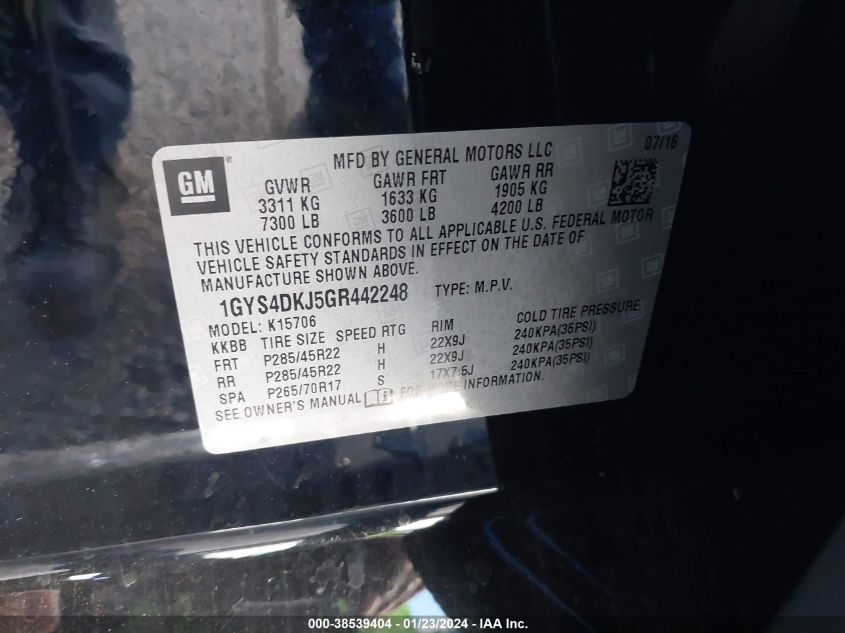 GM ®
MFD BY GENERAL MOTORS LLC
07/16
GVWR GAWR FRT GAWR RR
3311 KG 1633 KG 1905 KG
7300 LB 3600 LB 4200 LB
THIS VEHICLE CONFORMS TO ALL APPLICABLE U.S. FEDERAL MOTOR
VEHICLE SAFETY STANDARDS IN EFFECT ON THE DATE OF
MANUFACTURE SHOWN ABOVE.
1GYS4DKJ5GR442248 TYPE: M.P.V.
MODEL: K15706
KKBB TIRE SIZE SPEED RTG RIM COLD TIRE PRESSURE
FRT P285/45R22 H 22X9J 240KPA(35PSI)
RR P285/45R22 H 22X9J 240KPA(35PSI)
SPA P265/70R17 S 17X7.5J 240KPA(35PSI)
SEE OWNER'S MANUAL FOR MORE INFORMATION.
000-38539404 - 01/23/2024 - IAA Inc.